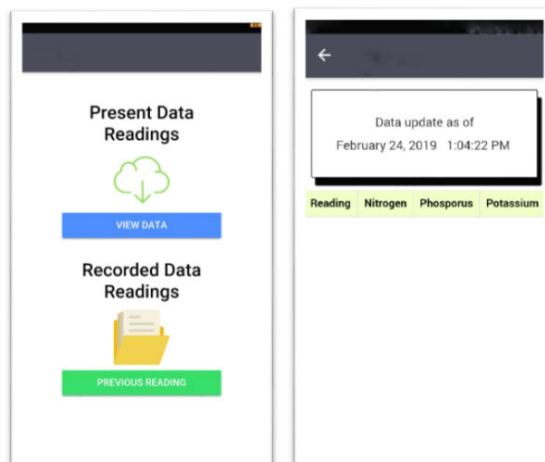 Present Data
Readings
VIEW DATA
Recorded Data
Readings
PREVIOUS READING
Data update as of
February 24, 2019 1:04:22 PM
Reading Nitrogen Phosporus Potassium